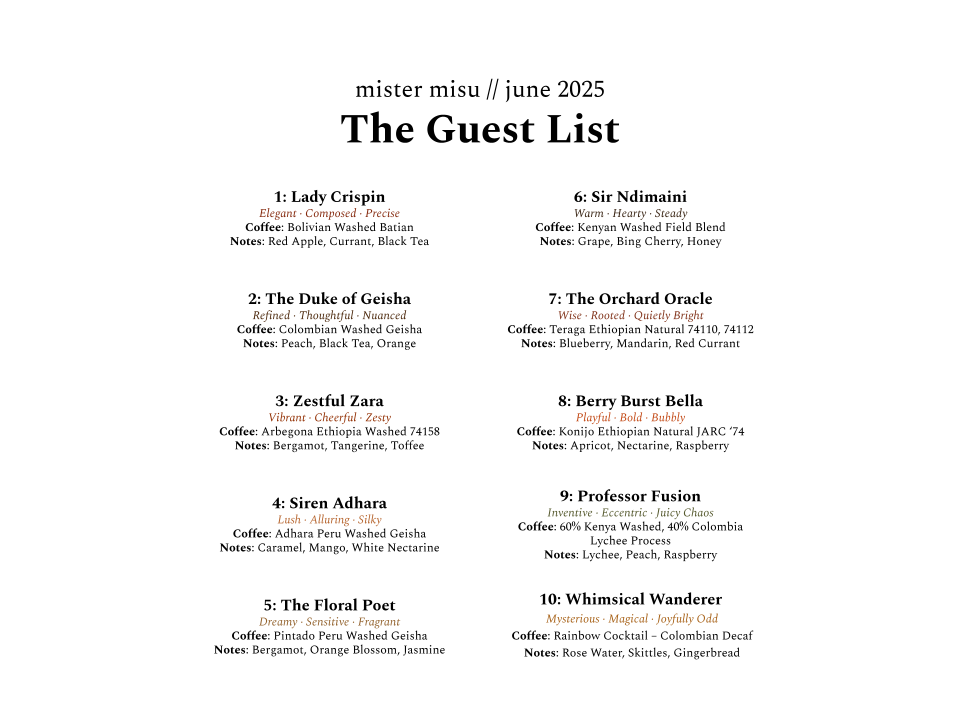 mister misu // june 2025
The Guest List
1: Lady Crispin
Elegant · Composed · Precise
Coffee: Bolivian Washed Batian
Notes: Red Apple, Currant, Black Tea
2: The Duke of Geisha
Refined · Thoughtful · Nuanced
Coffee: Colombian Washed Geisha
Notes: Peach, Black Tea, Orange
3: Zestful Zara
Vibrant · Cheerful · Zesty
Coffee: Arbegona Ethiopia Washed 74158
Notes: Bergamot, Tangerine, Toffee
4: Siren Adhara
Lush · Alluring · Silky
Coffee: Adhara Peru Washed Geisha
Notes: Caramel, Mango, White Nectarine
5: The Floral Poet
Dreamy · Sensitive · Fragrant
Coffee: Pintado Peru Washed Geisha
Notes: Bergamot, Orange Blossom, Jasmine
6: Sir Ndimaini
Warm · Hearty · Steady
Coffee: Kenyan Washed Field Blend
Notes: Grape, Bing Cherry, Honey
7: The Orchard Oracle
Wise · Rooted · Quietly Bright
Coffee: Teraga Ethiopian Natural 74110, 74112
Notes: Blueberry, Mandarin, Red Currant
8: Berry Burst Bella
Playful · Bold · Bubbly
Coffee: Konijo Ethiopian Natural JARC ‘74
Notes: Apricot, Nectarine, Raspberry
9: Professor Fusion
Inventive · Eccentric · Juicy Chaos
Coffee: 60% Kenya Washed, 40% Colombia
Lychee Process
Notes: Lychee, Peach, Raspberry
10: Whimsical Wanderer
Mysterious · Magical · Joyfully Odd
Coffee: Rainbow Cocktail – Colombian Decaf
Notes: Rose Water, Skittles, Gingerbread